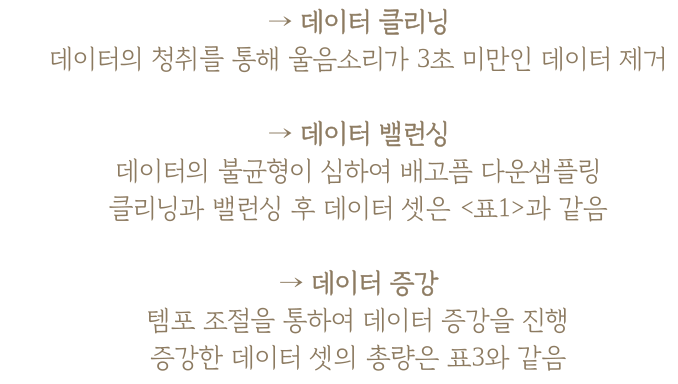 → 데이터 클리닝
데이터의 청취를 통해 울음소리가 3초 미만인 데이터 제거
→ 데이터 밸런싱
데이터의 불균형이 심하여 배고픔 다운샘플링
클리닝과 밸런싱 후 데이터 셋은 <표1>과 같음
→ 데이터 증강
템포 조절을 통하여 데이터 증강을 진행
증강한 데이터 셋의 총량은 표3와 같음